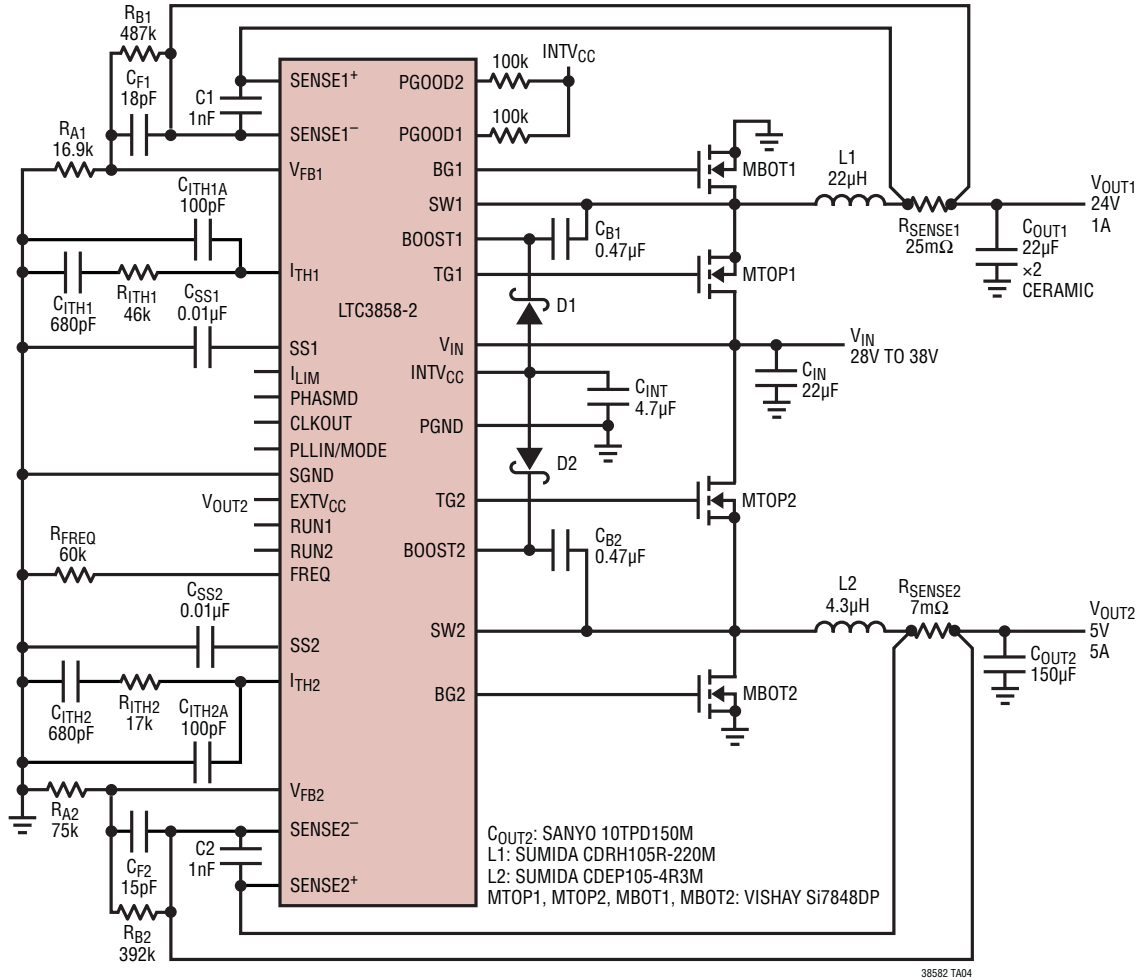 RB1
487k
CF1
18pF
RA1
16.9k
C1
1nF
CITH1A
100pF
CITH1
680pF
RITH1
46k
CSS1
0.01µF
VOUT2
RFREQ
60k
CSS2
0.01µF
CITH2
680pF
RITH2
17k
CITH2A
100pF
RA2
75k
CF2
15pF
RB2
392k
C2
1nF
SENSE1+
SENSE1–
VFB1
ITH1
SS1
ILIM
PHASMD
CLKOUT
PLLIN/MODE
SGND
EXTVCC
RUN1
RUN2
FREQ
SS2
ITH2
VFB2
SENSE2–
SENSE2+
LTC3858-2
PGOOD2
PGOOD1
BG1
SW1
BOOST1
TG1
VIN
INTVCC
PGND
TG2
BOOST2
SW2
BG2
100k
INTVCC
100k
MBOT1
L1
22µH
CB1
0.47µF
MTOP1
D1
RSENSE1
25mΩ
VOUT1
24V
1A
COUT1
22µF
×2
CERAMIC
VIN
28V TO 38V
CIN
22µF
CINT
4.7µF
D2
MTOP2
CB2
0.47µF
L2
4.3µH
RSENSE2
7mΩ
VOUT2
5V
5A
COUT2
150µF
MBOT2
COUT2: SANYO 10TPD150M
L1: SUMIDA CDRH105R-220M
L2: SUMIDA CDEP105-4R3M
MTOP1, MTOP2, MBOT1, MBOT2: VISHAY Si7848DP
38582 TA04